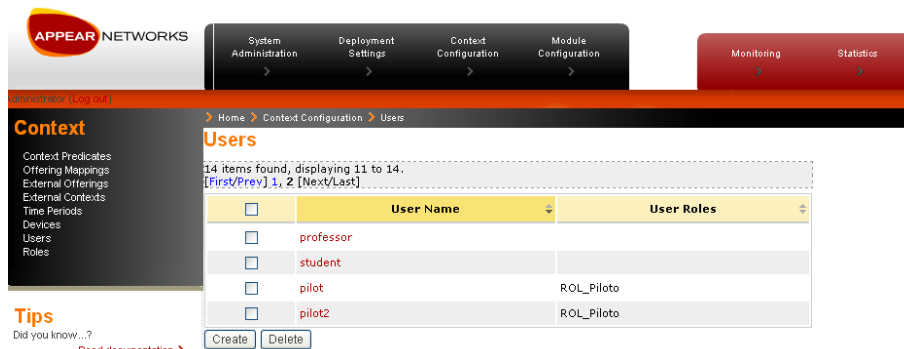 APPEAR NETWORKS
System Administration
Deployment Settings
Context Configuration
Module Configuration
Monitoring
Statistics
Administrator (Log out)
Home Context Configuration Users
Context
Context Predicates
Offering Mappings
External Offerings
External Contexts
Time Periods
Devices
Users
Roles
Users
14 items found, displaying 11 to 14.
[First/Prev] 1, 2 [Next/Last]
User Name User Roles
professor
student
pilot ROL_Piloto
pilot2 ROL_Piloto
Create Delete
Tips
Did you know...?
Read documentation